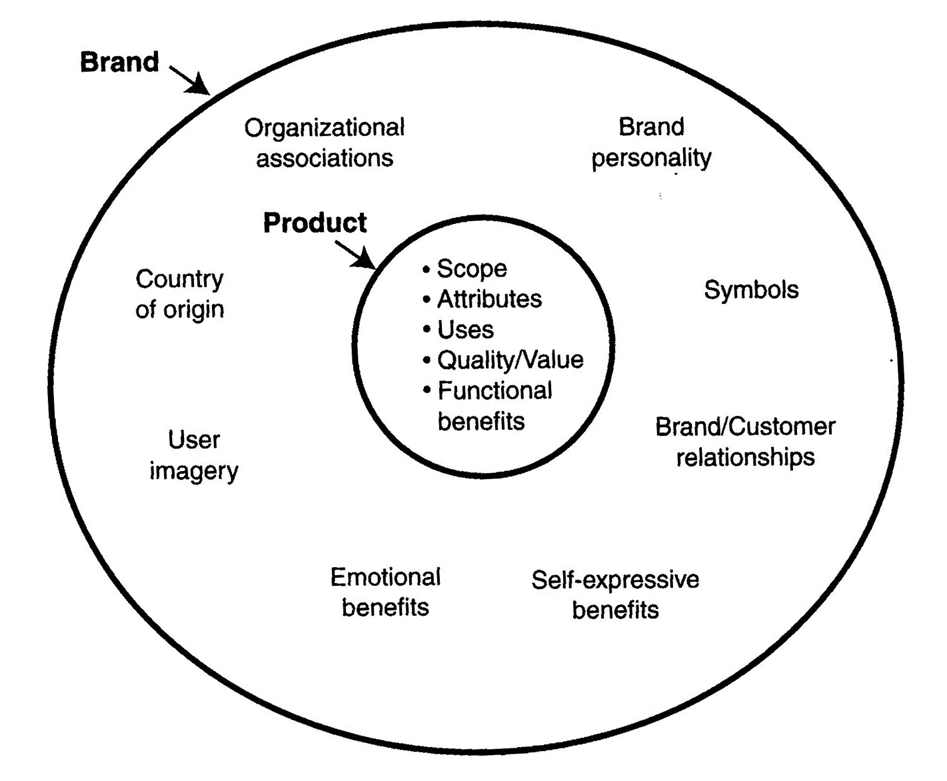 Brand
Organizational
associations
Brand
personality
Product
Country
of origin
• Scope
• Attributes
• Uses
• Quality/Value
• Functional
benefits
Symbols
User
imagery
Brand/Customer
relationships
Emotional
benefits
Self-expressive
benefits